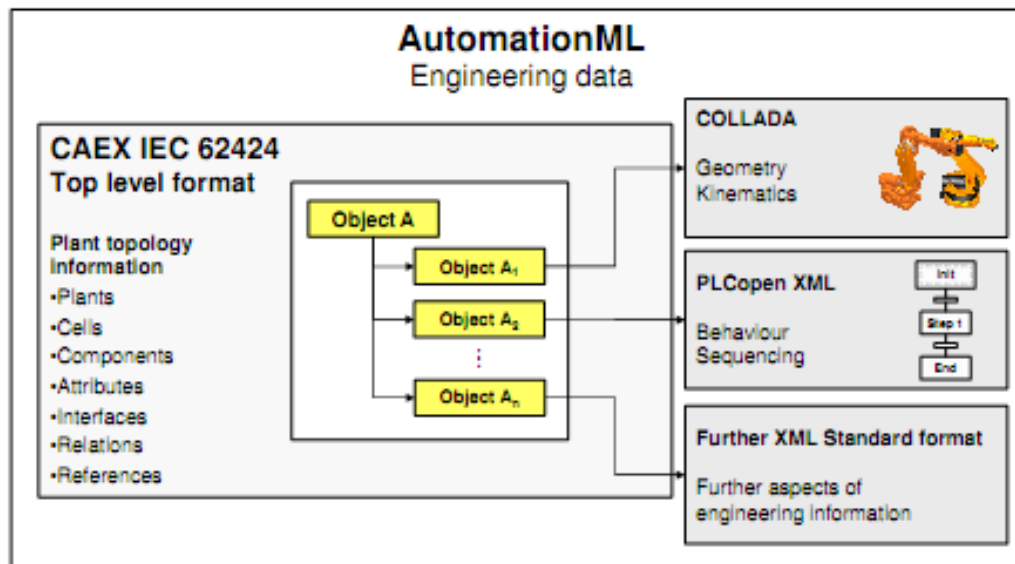 AutomationML
Engineering data
CAEX IEC 62424
Top level format
Plant topology
information
•Plants
•Cells
•Components
•Attributes
•Interfaces
•Relations
•References
Object A
Object A₁
Object A₂
⋮
Object Aₙ
COLLADA
Geometry
Kinematics
PLCopen XML
Behaviour
Sequencing
Init
Step 1
End
Further XML Standard format
Further aspects of
engineering information